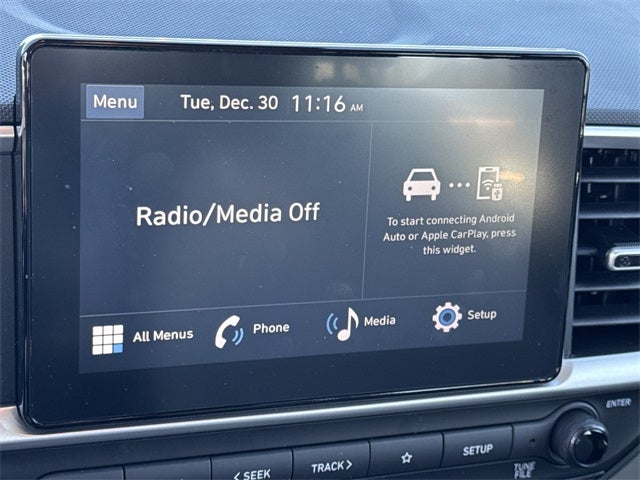 Menu
Tue, Dec. 30 11:16 AM
Radio/Media Off
To start connecting Android
Auto or Apple CarPlay, press
this widget.
All Menus
Phone
Media
Setup
ENTER
< SEEK
TRACK >
SETUP
TUNE
FILE